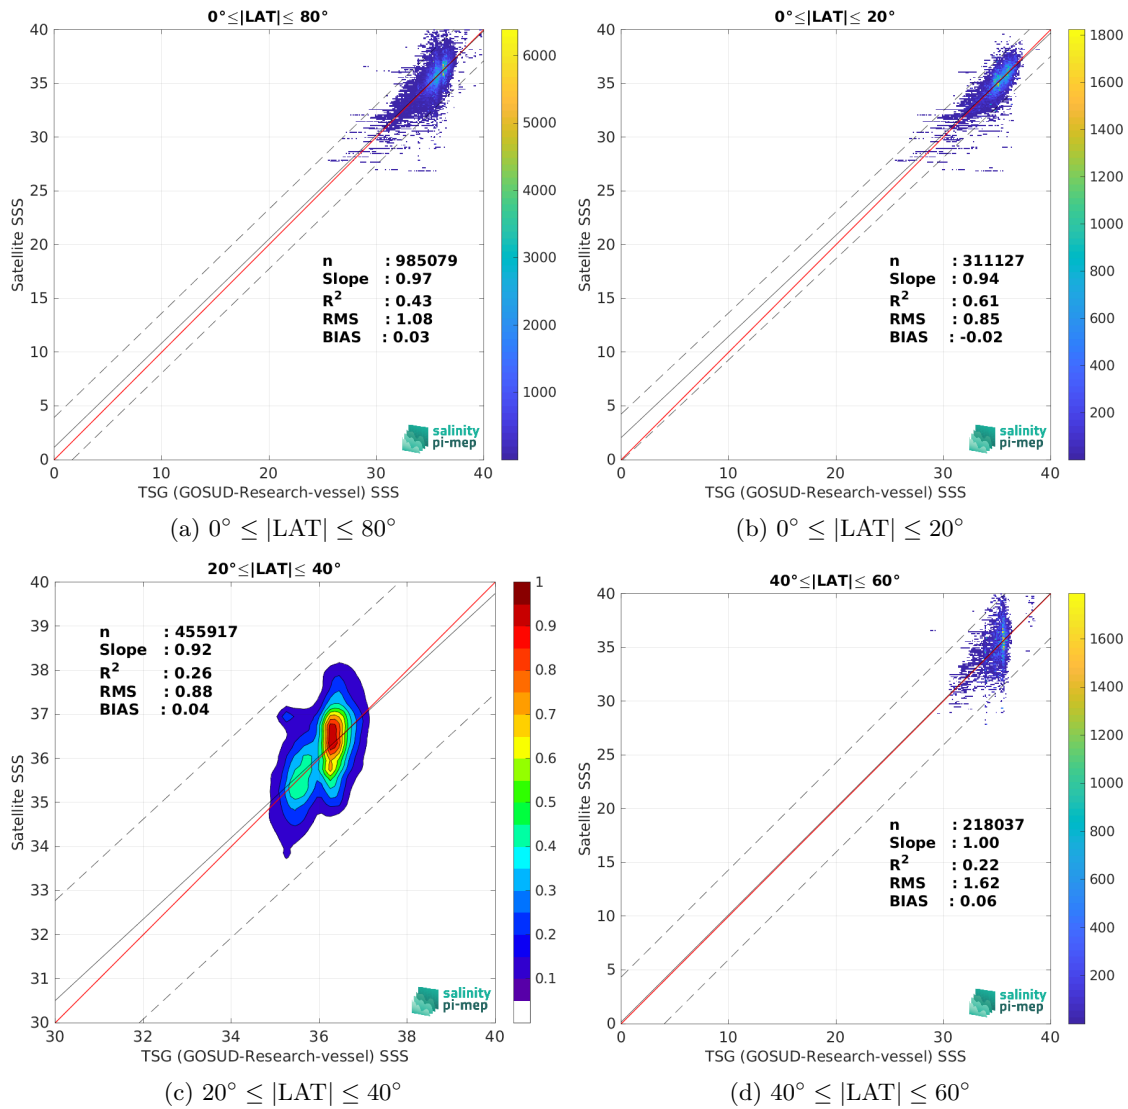 0°≤|LAT|≤ 80°
40
35
30
25
20
15
10
5
0
Satellite SSS
n : 985079
Slope : 0.97
R² : 0.43
RMS : 1.08
BIAS : 0.03
salinity
pi-mep
0 10 20 30 40
TSG (GOSUD-Research-vessel) SSS
6000
5000
4000
3000
2000
1000
(a) 0° ≤ |LAT| ≤ 80°
0°≤|LAT|≤ 20°
40
35
30
25
20
15
10
5
0
Satellite SSS
n : 311127
Slope : 0.94
R² : 0.61
RMS : 0.85
BIAS : -0.02
salinity
pi-mep
0 10 20 30 40
TSG (GOSUD-Research-vessel) SSS
1800
1600
1400
1200
1000
800
600
400
200
(b) 0° ≤ |LAT| ≤ 20°
20°≤|LAT|≤ 40°
40
39
38
37
36
35
34
33
32
31
30
Satellite SSS
n : 455917
Slope : 0.92
R² : 0.26
RMS : 0.88
BIAS : 0.04
salinity
pi-mep
30 32 34 36 38 40
TSG (GOSUD-Research-vessel) SSS
1
0.9
0.8
0.7
0.6
0.5
0.4
0.3
0.2
0.1
(c) 20° ≤ |LAT| ≤ 40°
40°≤|LAT|≤ 60°
40
35
30
25
20
15
10
5
0
Satellite SSS
n : 218037
Slope : 1.00
R² : 0.22
RMS : 1.62
BIAS : 0.06
salinity
pi-mep
0 10 20 30 40
TSG (GOSUD-Research-vessel) SSS
1600
1400
1200
1000
800
600
400
200
(d) 40° ≤ |LAT| ≤ 60°